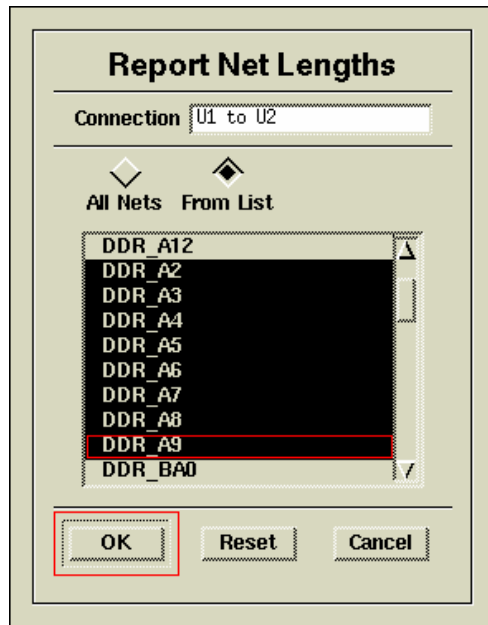 Report Net Lengths
Connection U1 to U2
All Nets From List
DDR_A12
DDR_A2
DDR_A3
DDR_A4
DDR_A5
DDR_A6
DDR_A7
DDR_A8
DDR_A9
DDR_BA0
OK Reset Cancel